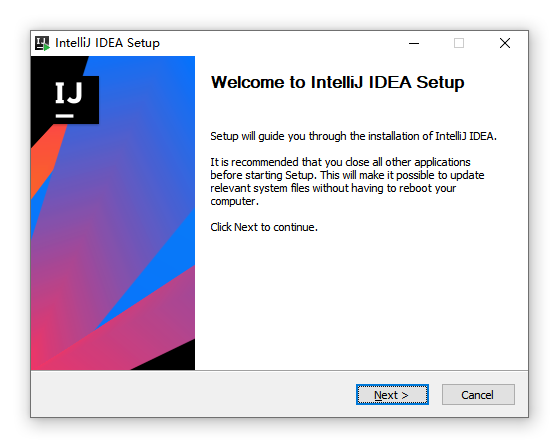 IntelliJ IDEA Setup
IJ
Welcome to IntelliJ IDEA Setup
Setup will guide you through the installation of IntelliJ IDEA.
It is recommended that you close all other applications
before starting Setup. This will make it possible to update
relevant system files without having to reboot your
computer.
Click Next to continue.
Next >
Cancel